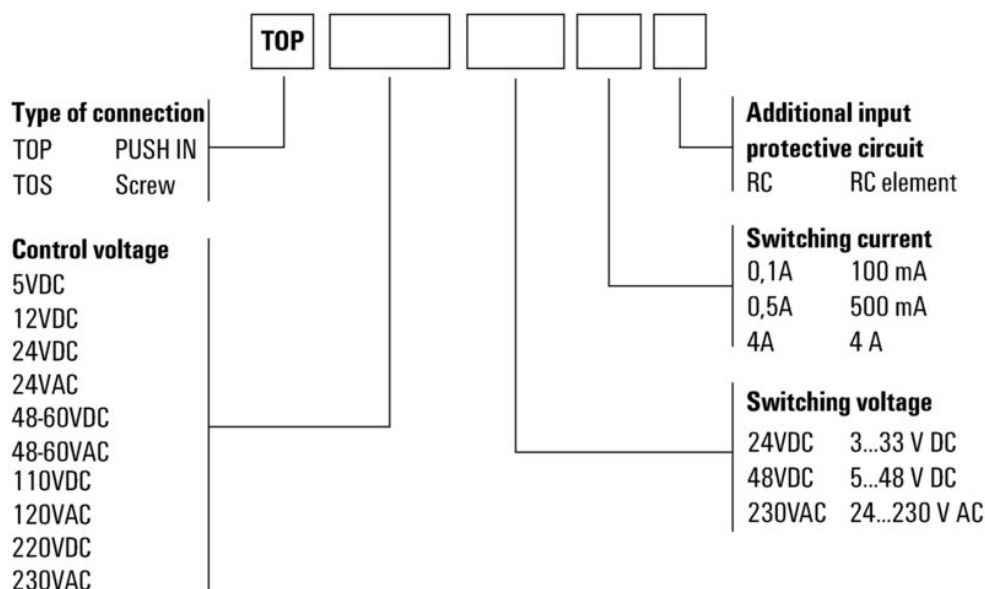 TOP
Type of connection
TOP PUSH IN
TOS Screw
Control voltage
5VDC
12VDC
24VDC
24VAC
48-60VDC
48-60VAC
110VDC
120VAC
220VDC
230VAC
Additional input
protective circuit
RC RC element
Switching current
0,1A 100 mA
0,5A 500 mA
4A 4 A
Switching voltage
24VDC 3...33 V DC
48VDC 5...48 V DC
230VAC 24...230 V AC